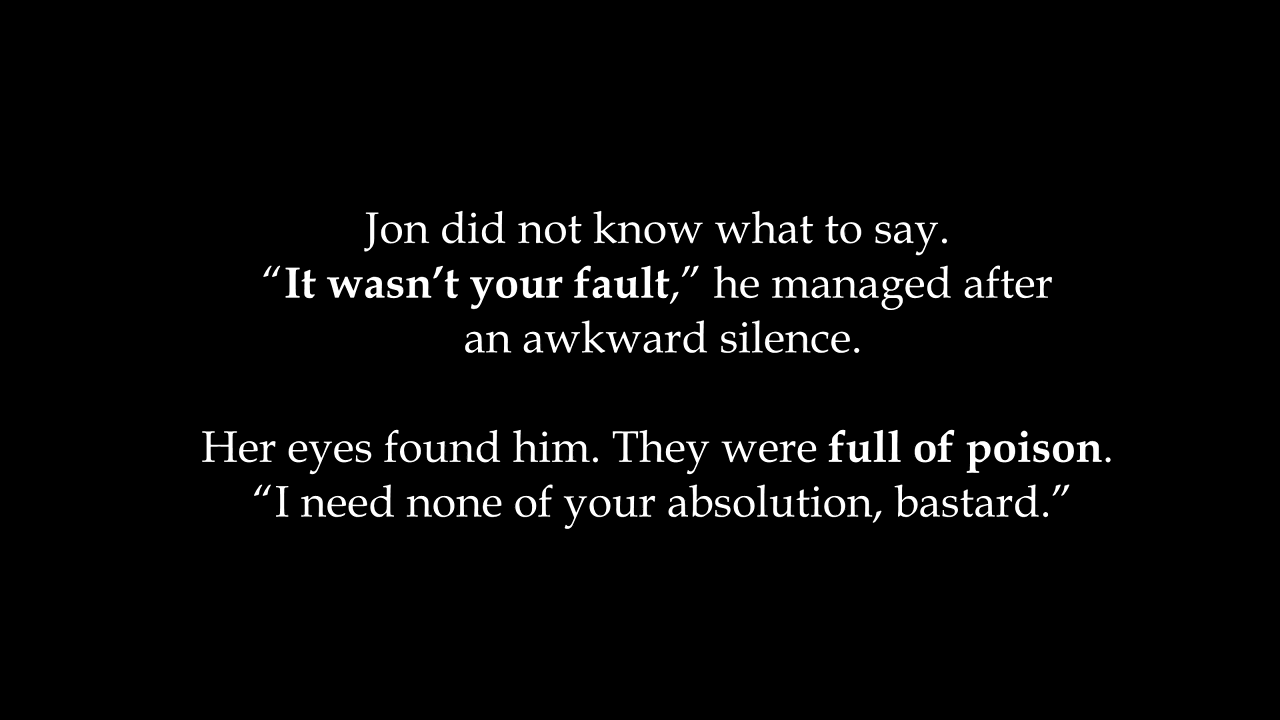 Jon did not know what to say.
“It wasn’t your fault,” he managed after
an awkward silence.
Her eyes found him. They were full of poison.
“I need none of your absolution, bastard.”